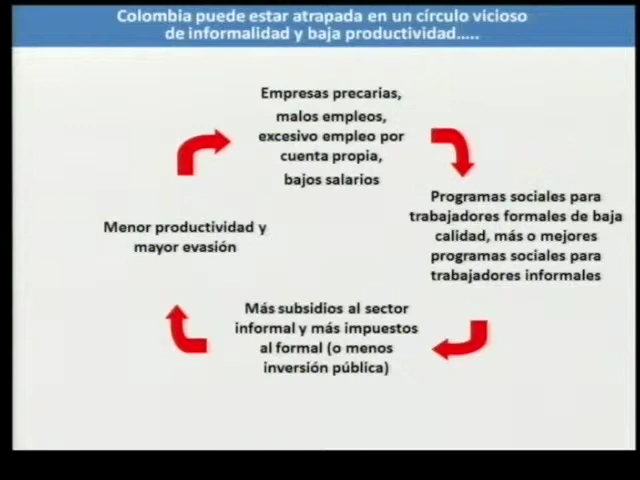 Colombia puede estar atrapada en un círculo vicioso
de informalidad y baja productividad.....
Empresas precarias,
malos empleos,
excesivo empleo por
cuenta propia,
bajos salarios
Programas sociales para
trabajadores formales de baja
calidad, más o mejores
programas sociales para
trabajadores informales
Más subsidios al sector
informal y más impuestos
al formal (o menos
inversión pública)
Menor productividad y
mayor evasión